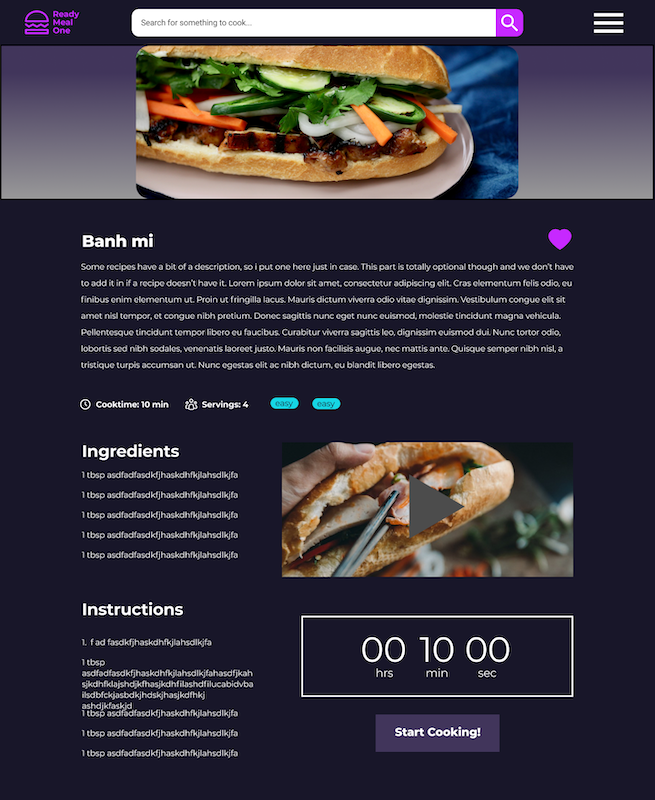 Ready
Meal
One
Search for something to cook...
Banh mi
Some recipes have a bit of a description, so i put one here just in case. This part is totally optional though and we don't have
to add it in if a recipe doesn't have it. Lorem ipsum dolor sit amet, consectetur adipiscing elit. Cras elementum felis odio, eu
finibus enim elementum ut. Proin ut fringilla lacus. Mauris dictum viverra odio vitae dignissim. Vestibulum congue elit sit
amet nisl tempor, et congue nibh pretium. Donec sagittis nunc eget nunc euismod, molestie tincidunt magna vehicula.
Pellentesque tincidunt tempor libero eu faucibus. Curabitur viverra sagittis leo, dignissim euismod dui. Nunc tortor odio,
lobortis sed nibh sodales, venenatis laoreet justo. Mauris non facilisis augue, nec mattis ante. Quisque semper nibh nisl, a
tristique turpis accumsan ut. Nunc egestas elit ac nibh dictum, eu blandit libero egestas.
Cooktime: 10 min Servings: 4 easy easy
Ingredients
1 tbsp asdfadfasdkfjhaskdhfkjlahsdlkjfa
1 tbsp asdfadfasdkfjhaskdhfkjlahsdlkjfa
1 tbsp asdfadfasdkfjhaskdhfkjlahsdlkjfa
1 tbsp asdfadfasdkfjhaskdhfkjlahsdlkjfa
1 tbsp asdfadfasdkfjhaskdhfkjlahsdlkjfa
Instructions
1. f ad fasdkfjhaskdhfkjlahsdlkjfa
1 tbsp
asdfadfasdkfjhaskdhfkjlahsdlkjfahasdfjkah
sjkdhfklajshdjkfhasjkdhfilashdfilucabidvba
ilsdbfckjasbdkjhdskjhasjkdfhkj
ashdjkfaskjd
1 tbsp asdfadfasdkfjhaskdhfkjlahsdlkjfa
1 tbsp asdfadfasdkfjhaskdhfkjlahsdlkjfa
1 tbsp asdfadfasdkfjhaskdhfkjlahsdlkjfa
00 10 00
hrs min sec
Start Cooking!